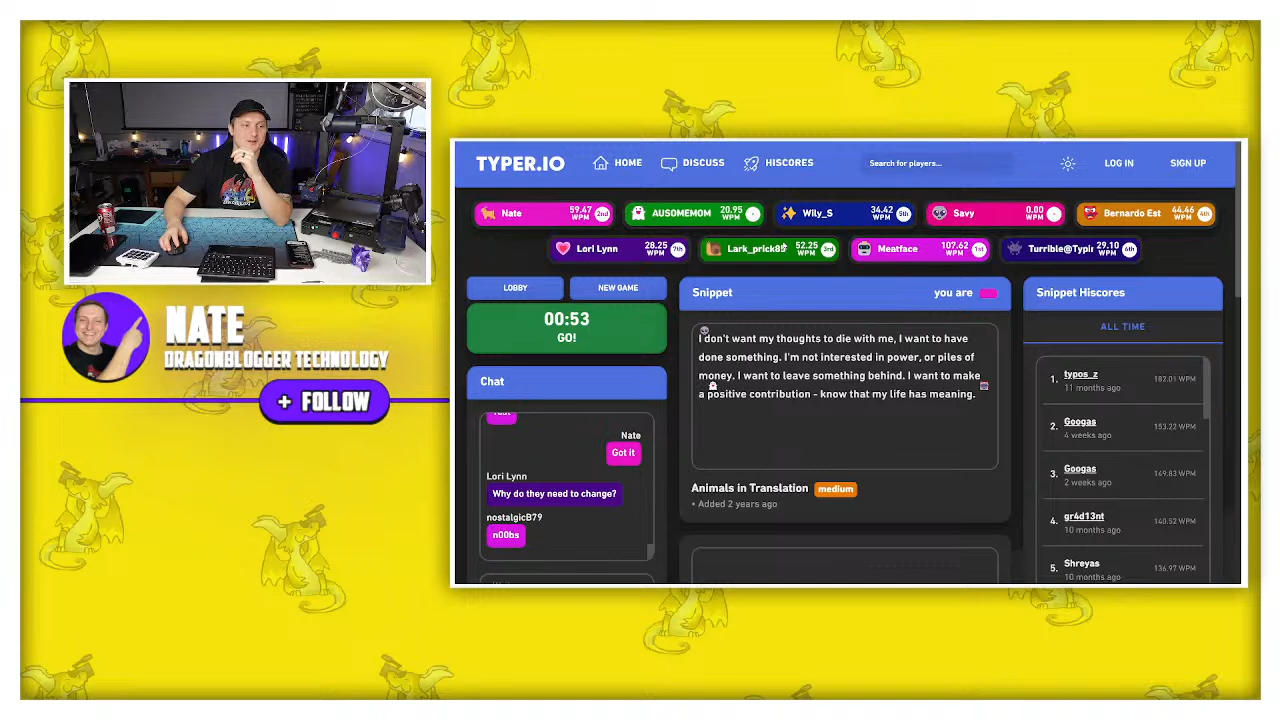 TYPER.IO
HOME
DISCUSS
HISCORES
Search for players...
LOG IN
SIGN UP
Nate 59.47 WPM 2nd
AUSOMEMOM 20.95 WPM -
Wily_S 34.42 WPM 5th
Savy 0.00 WPM -
Bernardo Est 44.46 WPM 4th
Lori Lynn 28.25 WPM 7th
Lark_prick85 52.25 WPM 3rd
Meatface 107.62 WPM 1st
Turrible@Typir 29.10 WPM 6th
LOBBY
NEW GAME
00:53
GO!
Chat
Nate
Got it
Lori Lynn
Why do they need to change?
nostalgicB79
n00bs
Snippet
you are
I don't want my thoughts to die with me, I want to have
done something. I'm not interested in power, or piles of
money. I want to leave something behind. I want to make
a positive contribution - know that my life has meaning.
Animals in Translation medium
• Added 2 years ago
Snippet Hiscores
ALL TIME
1. typos_z 182.01 WPM
11 months ago
2. Googas 153.22 WPM
4 weeks ago
3. Googas 149.83 WPM
2 weeks ago
4. gr4d13nt 140.52 WPM
10 months ago
5. Shreyas 136.97 WPM
10 months ago
NATE
DRAGONBLOGGER TECHNOLOGY
+ FOLLOW